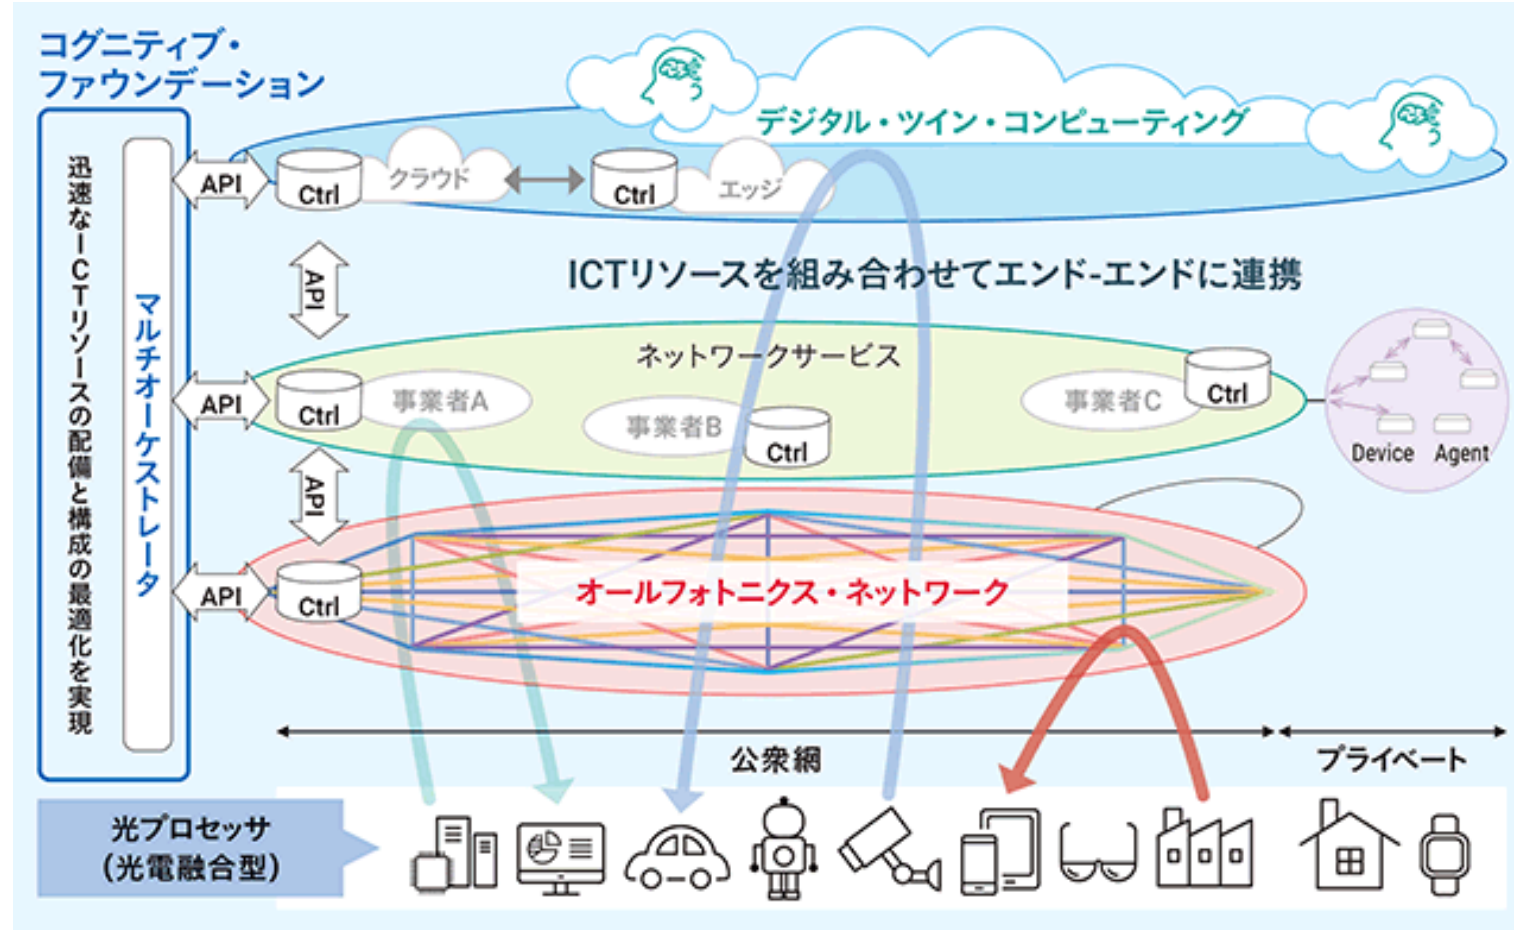 コグニティブ・
ファウンデーション
迅速なICTリソースの配備と構成の最適化を実現
マルチオーケストレータ
デジタル・ツイン・コンピューティング
API
Ctrl
クラウド
Ctrl
エッジ
API
ICTリソースを組み合わせてエンド-エンドに連携
ネットワークサービス
API
Ctrl
事業者A
事業者B
Ctrl
事業者C
Ctrl
Device Agent
API
API
Ctrl
オールフォトニクス・ネットワーク
公衆網
プライベート
光プロセッサ
(光電融合型)